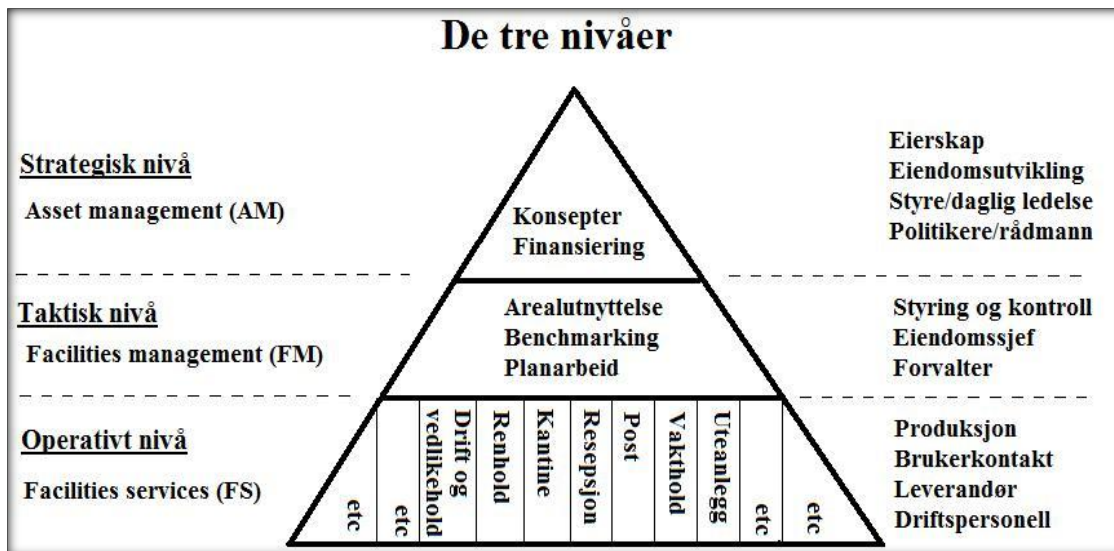 De tre nivåer
Strategisk nivå
Asset management (AM)
Konsepter
Finansiering
Eierskap
Eiendomsutvikling
Styre/daglig ledelse
Politikere/rådmann
Taktisk nivå
Facilities management (FM)
Arealutnyttelse
Benchmarking
Planarbeid
Styring og kontroll
Eiendomssjef
Forvalter
Operativt nivå
Facilities services (FS)
etc
etc
Drift og
vedlikehold
Renhold
Kantine
Resepsjon
Post
Vakthold
Uteanlegg
etc
etc
Produksjon
Brukerkontakt
Leverandør
Driftspersonell